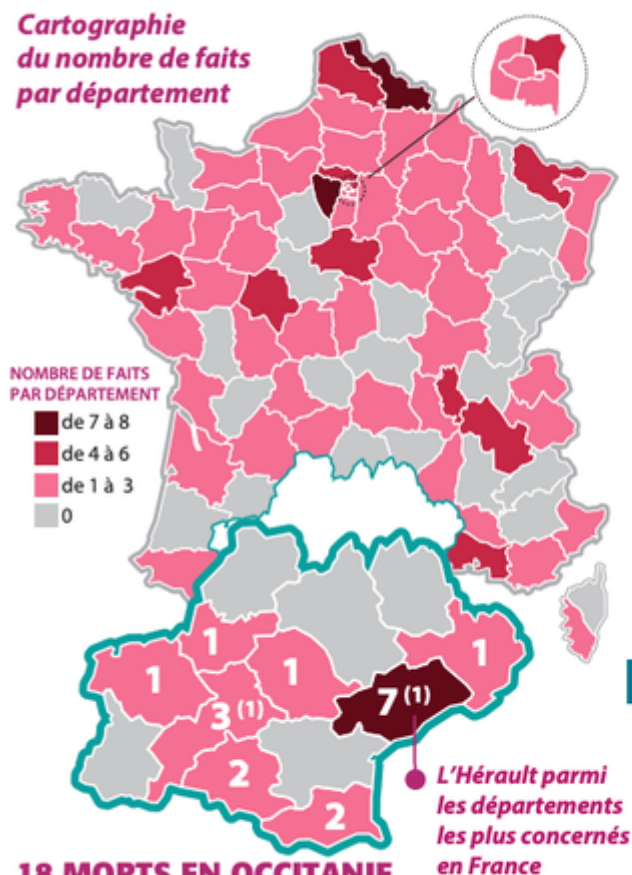 Cartographie
du nombre de faits
par département
NOMBRE DE FAITS
PAR DÉPARTEMENT
de 7 à 8
de 4 à 6
de 1 à 3
0
1
1
1
1
7 (1)
3 (1)
2
2
L'Hérault parmi
les départements
les plus concernés
en France
18 MORTS EN OCCITANIE